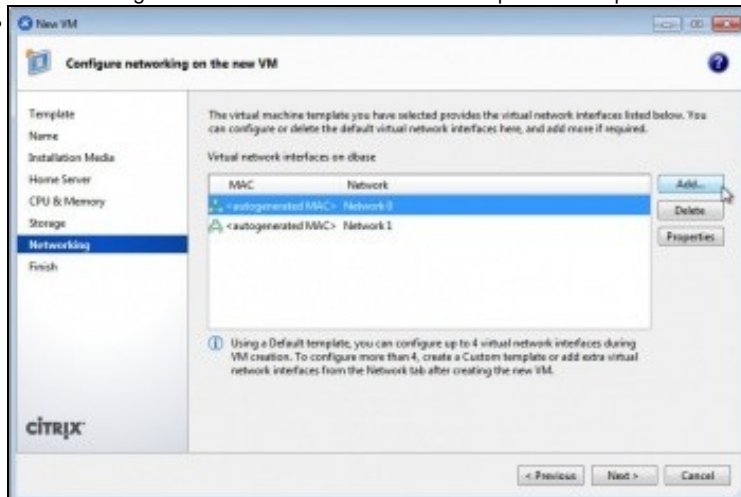 New VM
Configure networking on the new VM
Template
Name
Installation Media
Home Server
CPU & Memory
Storage
Networking
Finish
The virtual machine template you have selected provides the virtual network interfaces listed below. You
can configure or delete the default virtual network interfaces here, and add more if required.
Virtual network interfaces on dbase
MAC Network
<autogenerated MAC> Network 0
<autogenerated MAC> Network 1
Add...
Delete
Properties
Using a Default template, you can configure up to 4 virtual network interfaces during
VM creation. To configure more than 4, create a Custom template or add extra virtual
network interfaces from the Network tab after creating the new VM.
CİTRIX
< Previous
Next >
Cancel